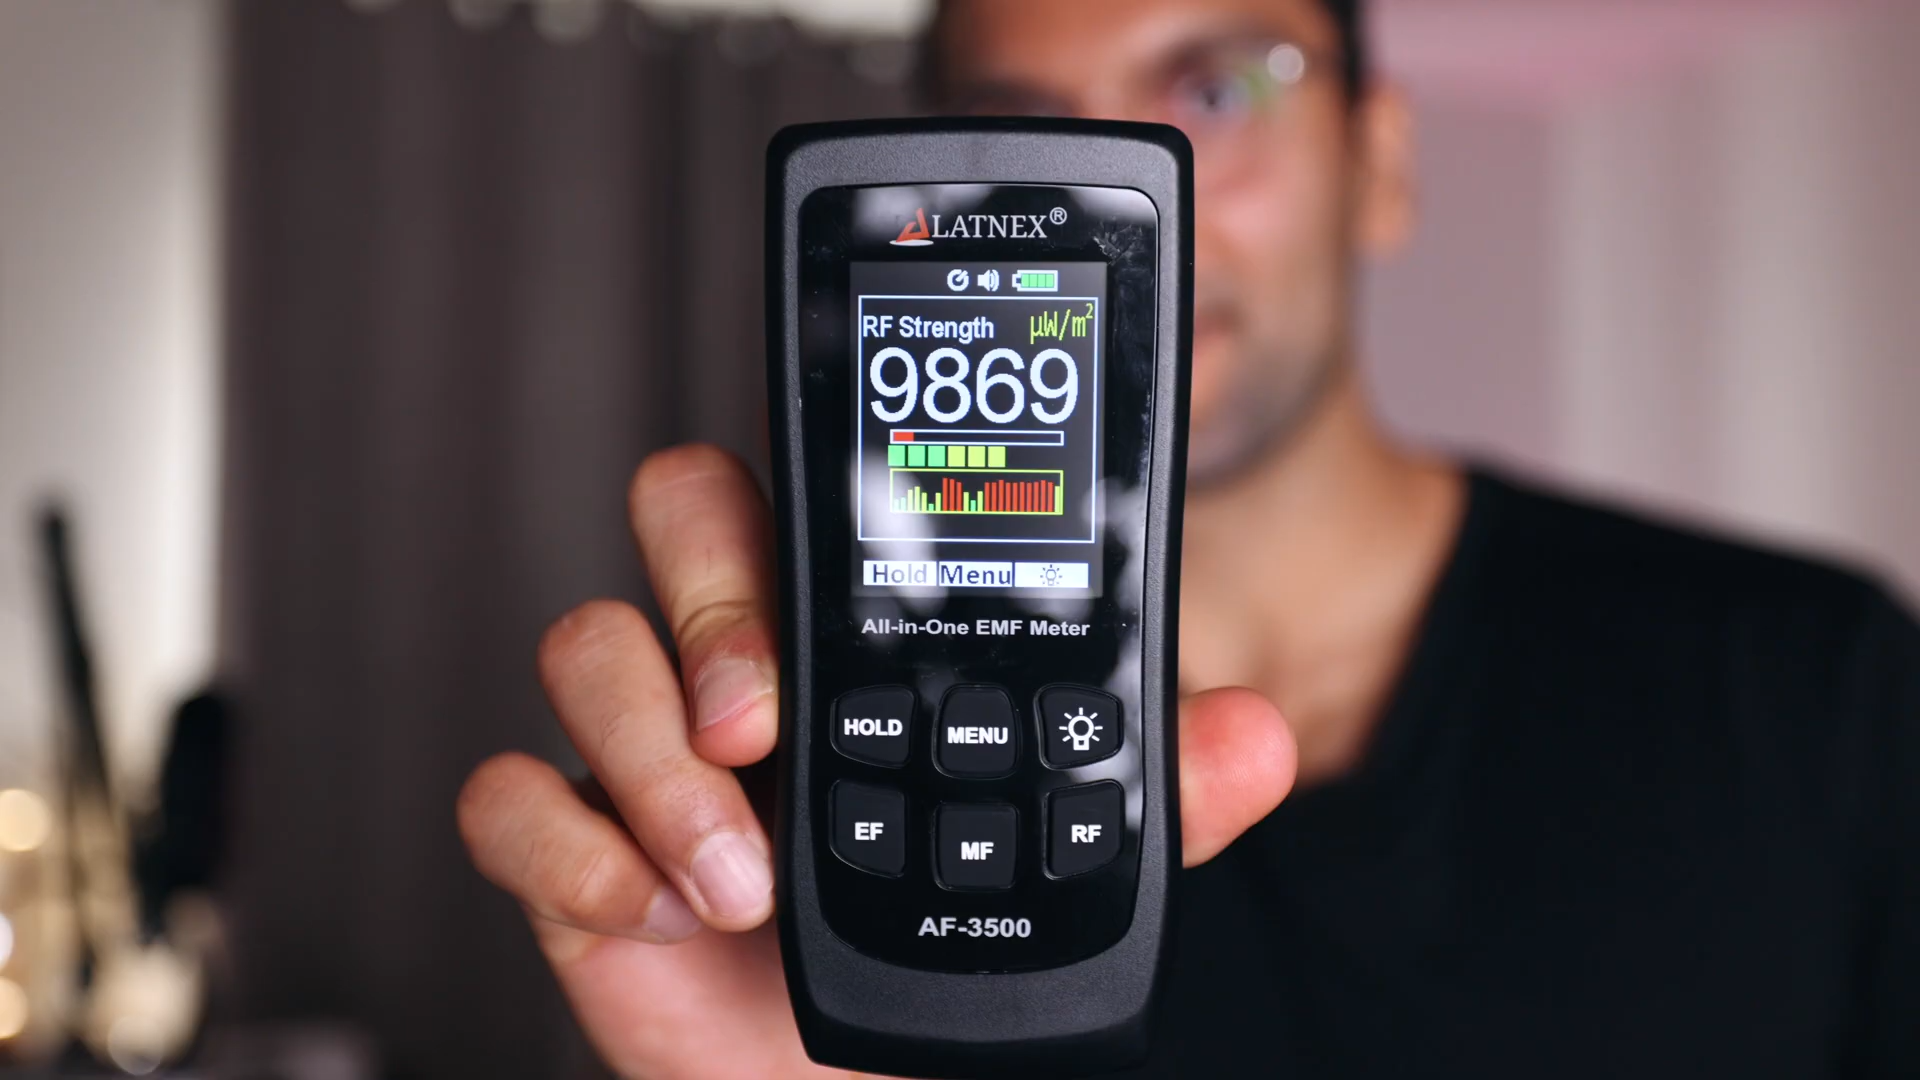 LATNEX®
RF Strength µW/m²
9869
Hold Menu
All-in-One EMF Meter
HOLD MENU
EF MF RF
AF-3500